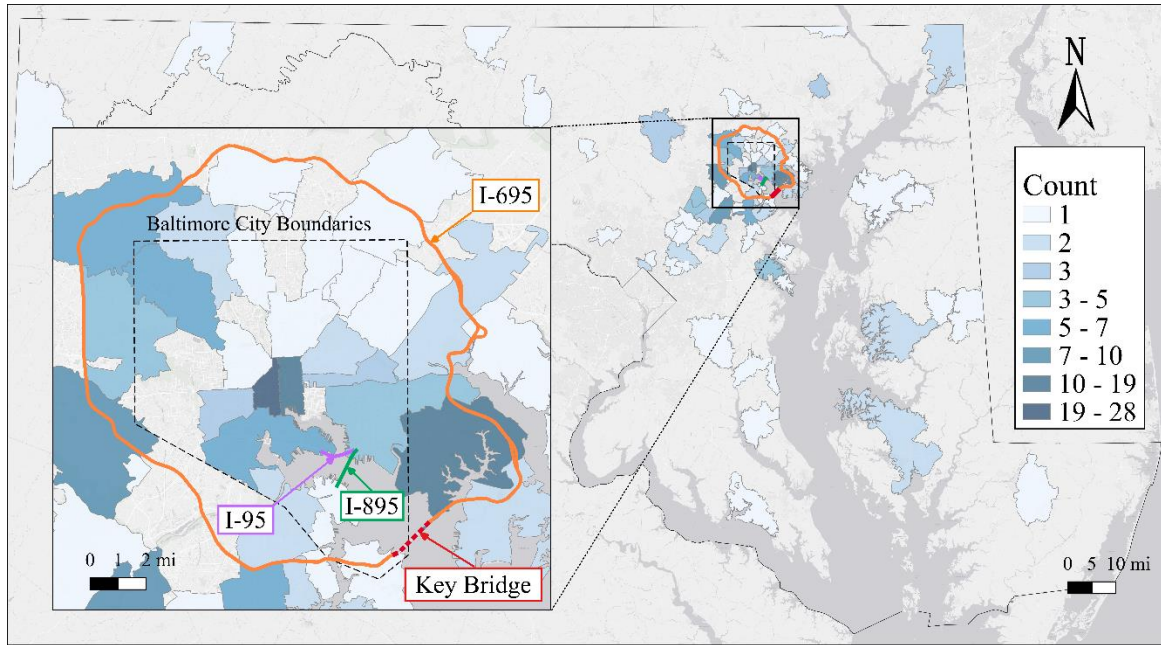 N
I-695
Baltimore City Boundaries
I-95
I-895
Key Bridge
0 1 2 mi
Count
1
2
3
3 - 5
5 - 7
7 - 10
10 - 19
19 - 28
0 5 10 mi